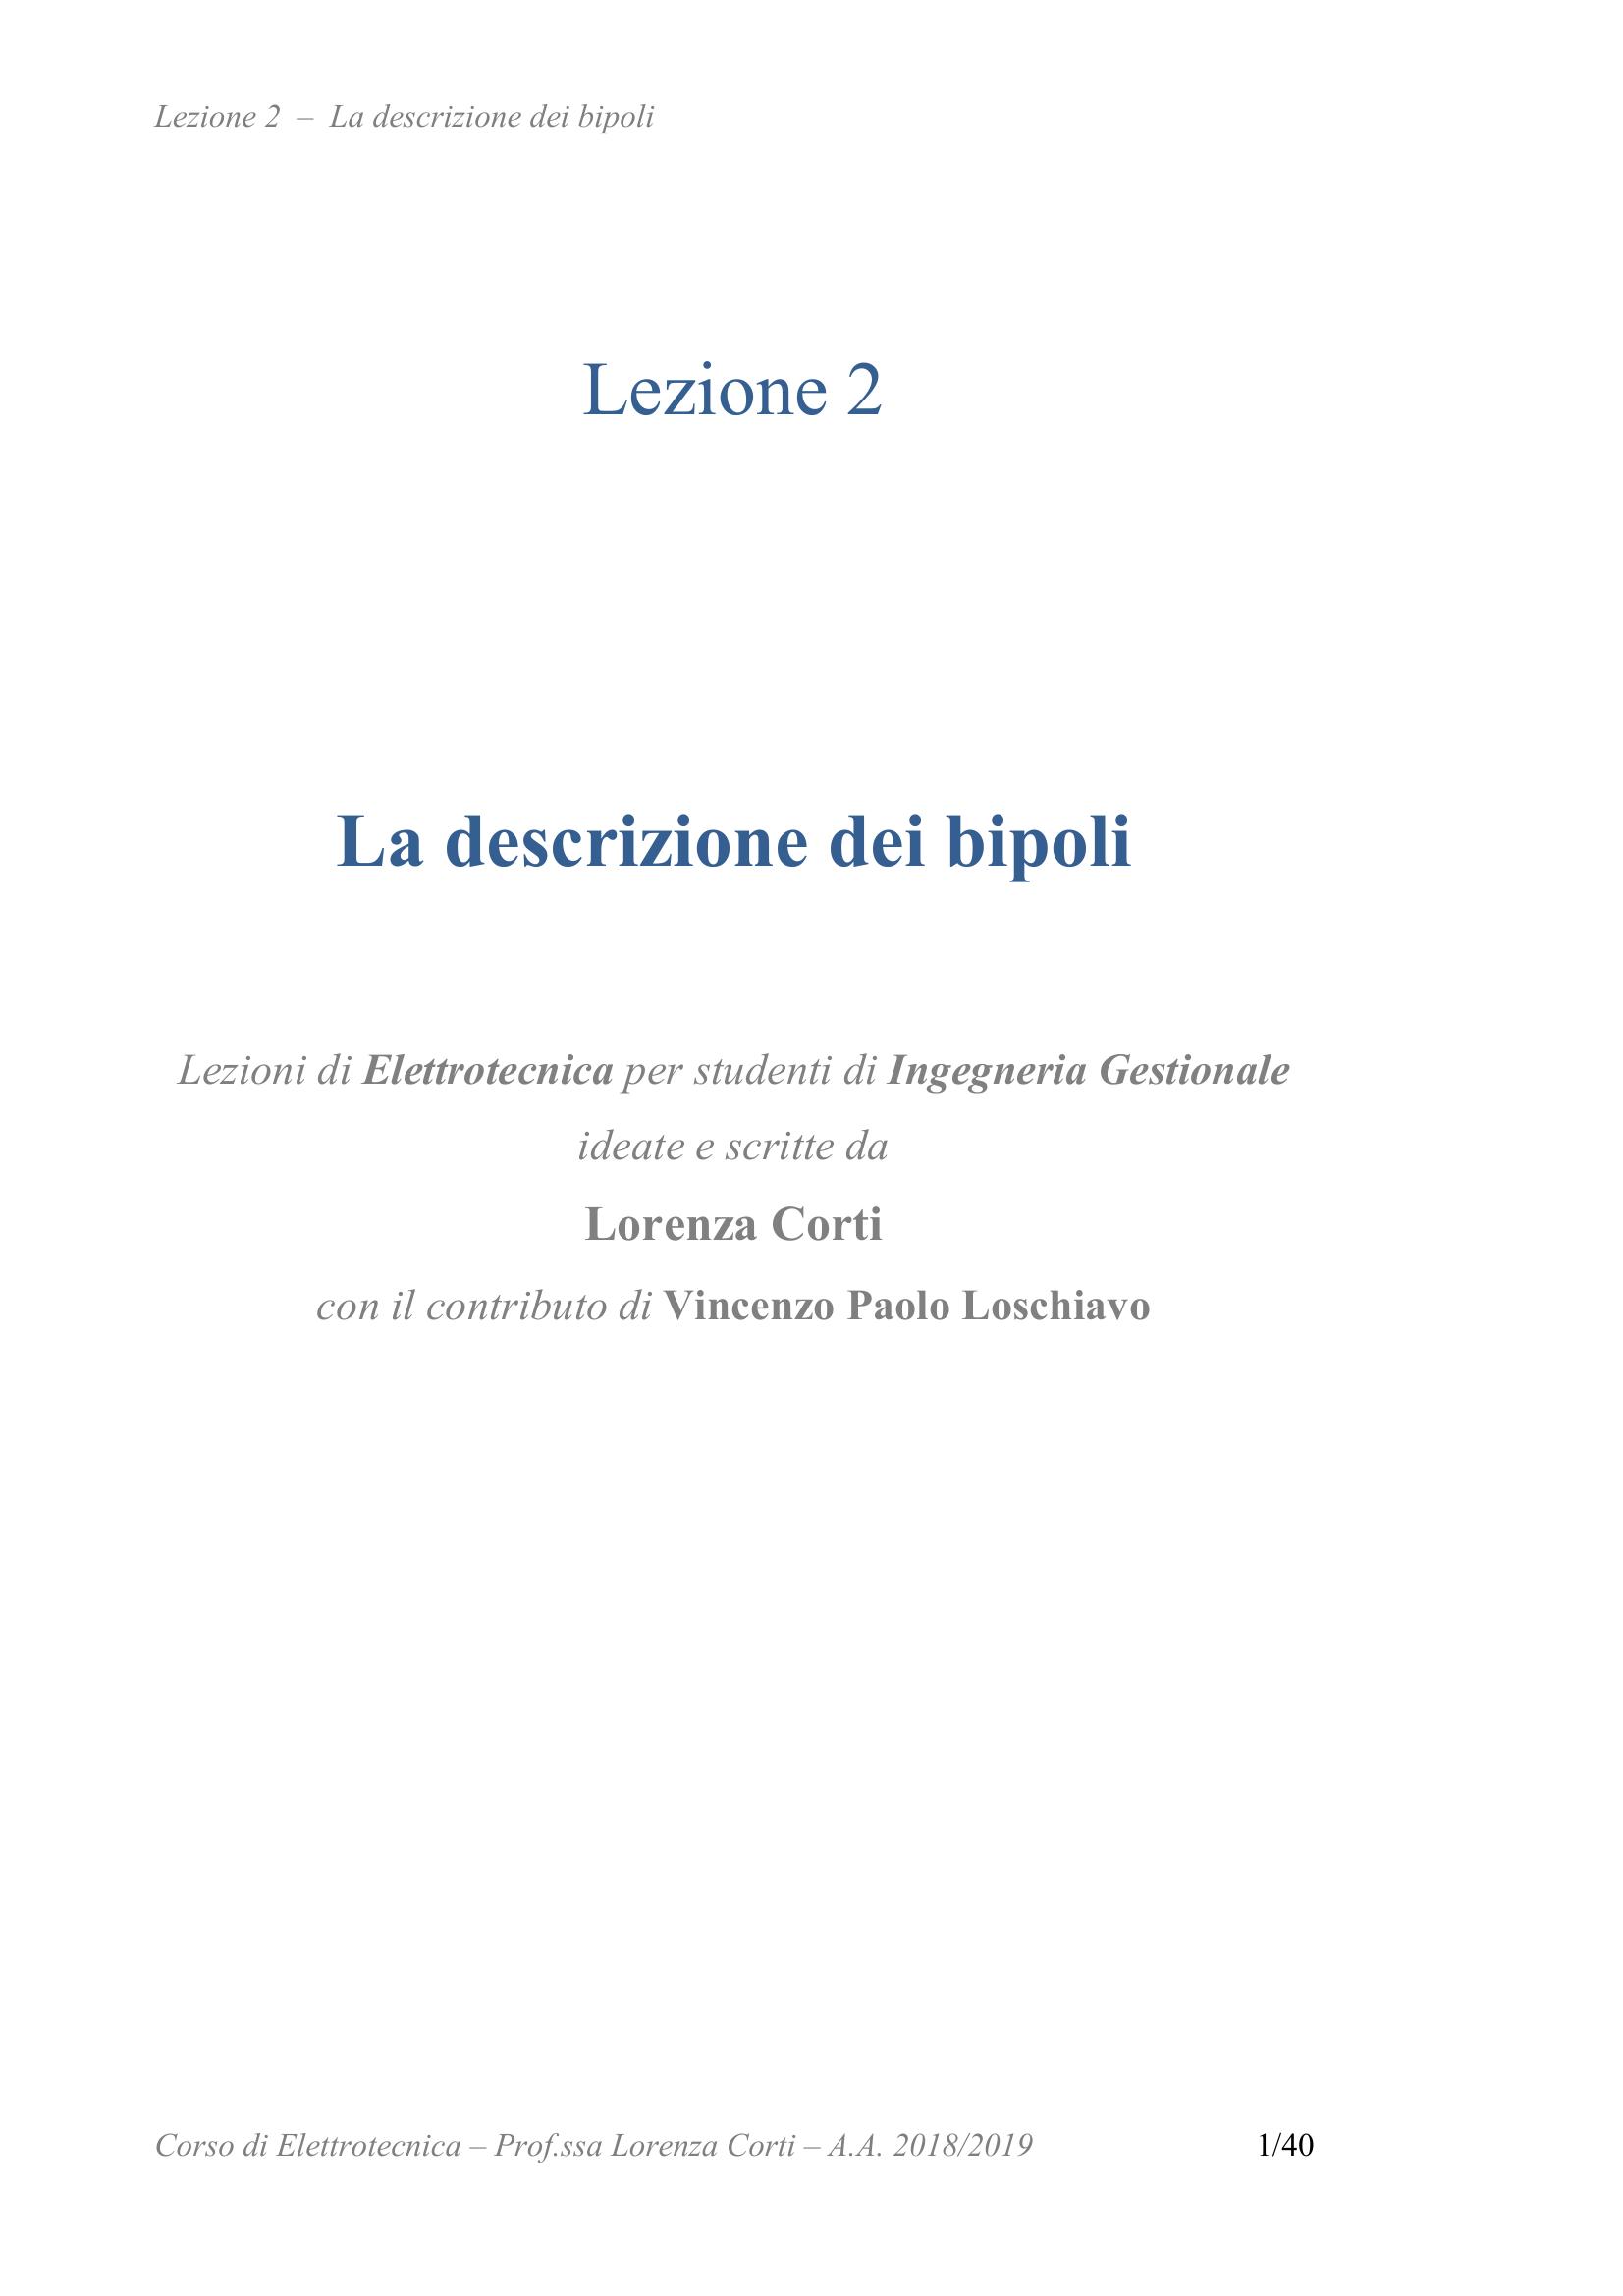 Lezione 2 – La descrizione dei bipoli
Lezione 2
La descrizione dei bipoli
Lezioni di Elettrotecnica per studenti di Ingegneria Gestionale
ideate e scritte da
Lorenza Corti
con il contributo di Vincenzo Paolo Loschiavo
Corso di Elettrotecnica – Prof.ssa Lorenza Corti – A.A. 2018/2019 1/40